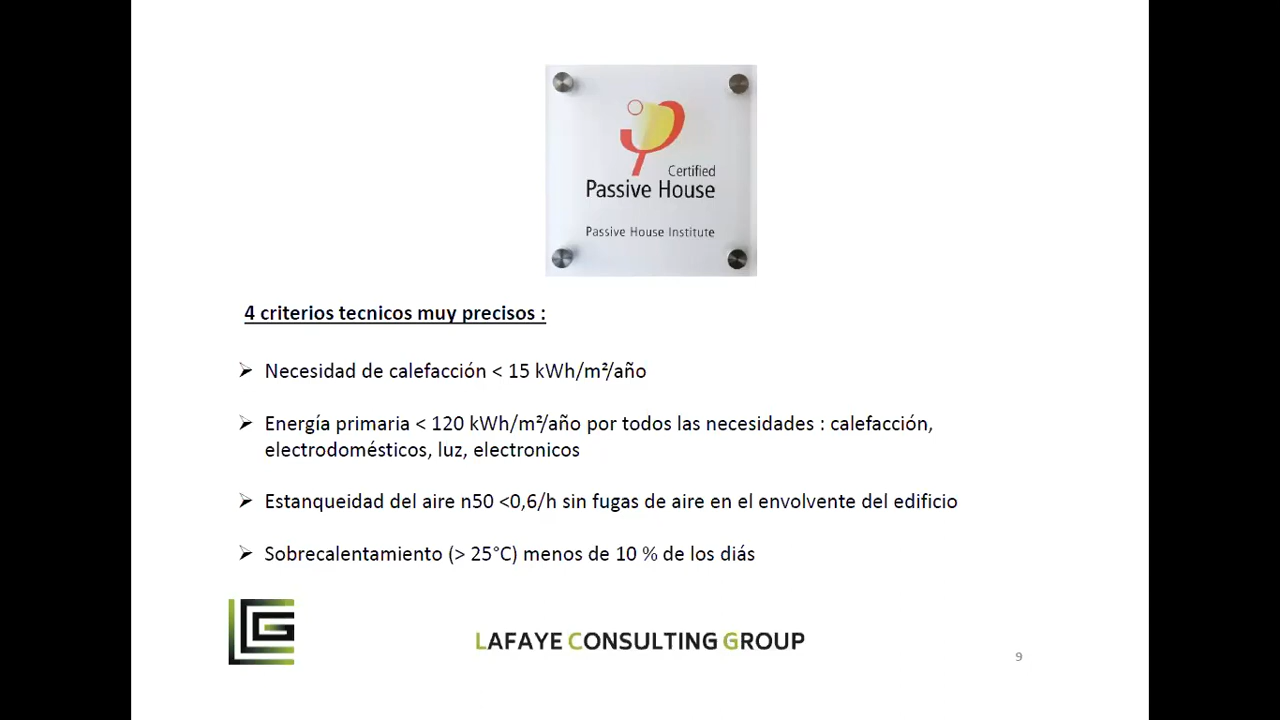 Certified
Passive House
Passive House Institute
4 criterios tecnicos muy precisos :
➢ Necesidad de calefacción < 15 kWh/m²/año
➢ Energía primaria < 120 kWh/m²/año por todos las necesidades : calefacción,
electrodomésticos, luz, electronicos
➢ Estanqueidad del aire n50 <0,6/h sin fugas de aire en el envolvente del edificio
➢ Sobrecalentamiento (> 25°C) menos de 10 % de los diás
LCG
LAFAYE CONSULTING GROUP
9